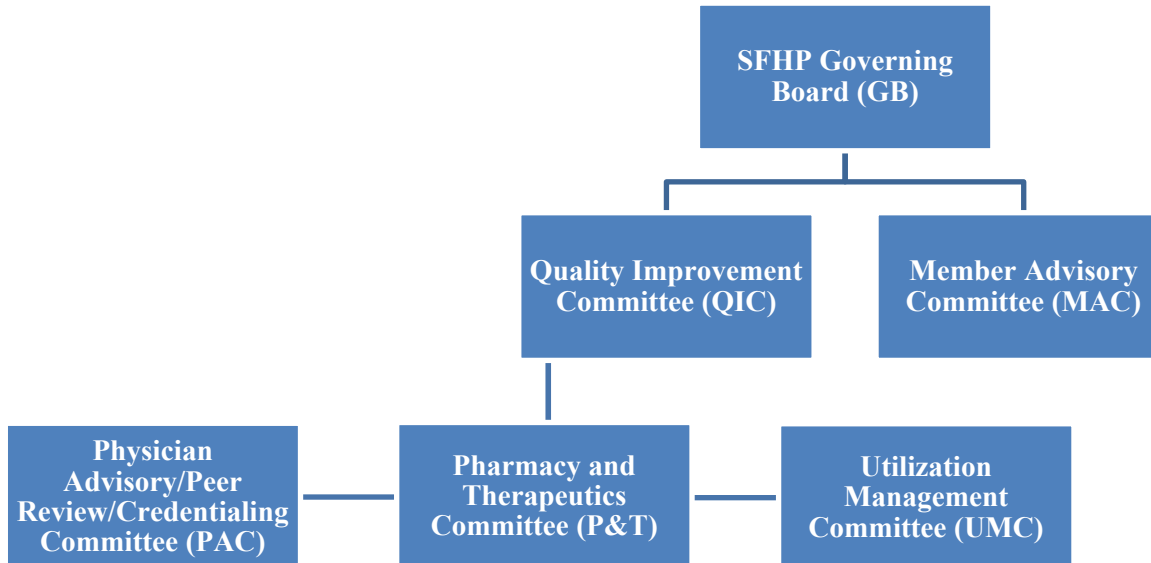 SFHP Governing
Board (GB)
Quality Improvement
Committee (QIC)
Member Advisory
Committee (MAC)
Physician
Advisory/Peer
Review/Credentialing
Committee (PAC)
Pharmacy and
Therapeutics
Committee (P&T)
Utilization
Management
Committee (UMC)